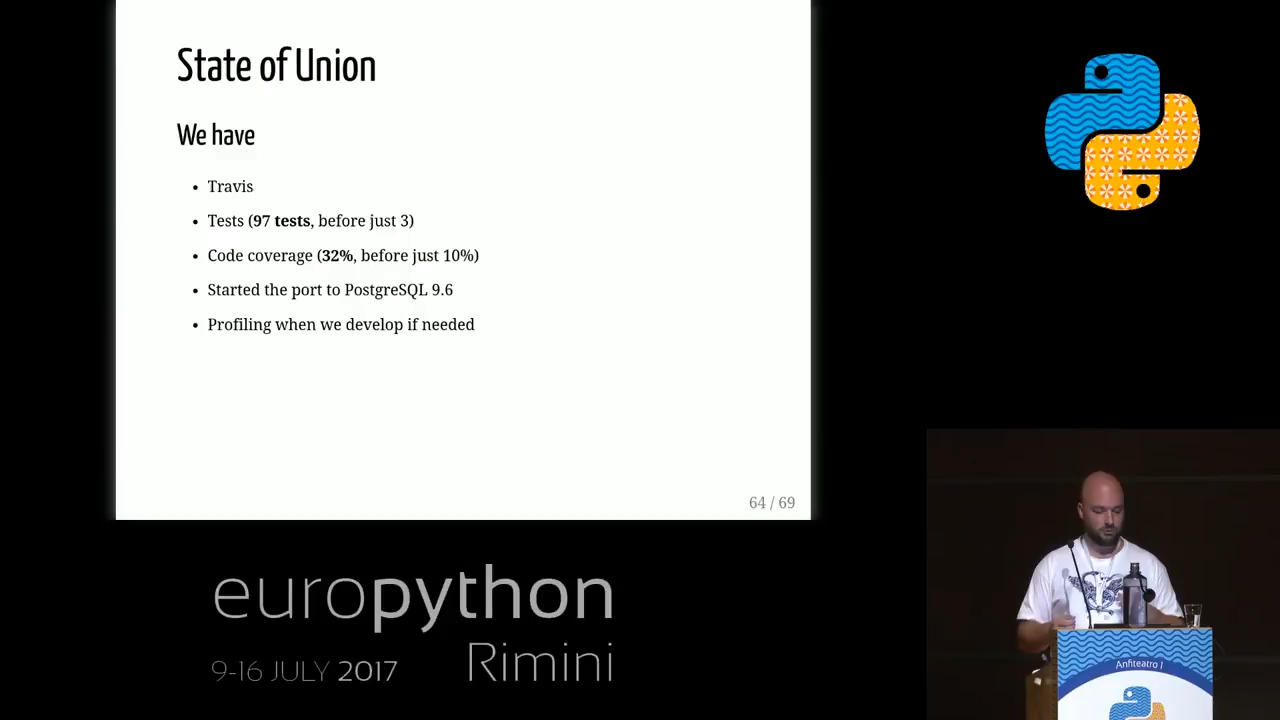 State of Union
We have
• Travis
• Tests (97 tests, before just 3)
• Code coverage (32%, before just 10%)
• Started the port to PostgreSQL 9.6
• Profiling when we develop if needed
64 / 69
europython
9-16 JULY 2017
Rimini
Anfiteatro 1